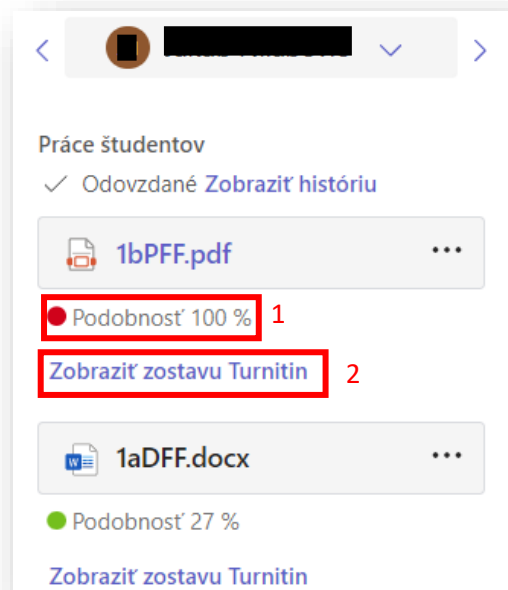 Práce študentov
Odovzdané Zobraziť históriu
1bPFF.pdf
Podobnosť 100 % 1
Zobraziť zostavu Turnitin 2
1aDFF.docx
Podobnosť 27 %
Zobraziť zostavu Turnitin